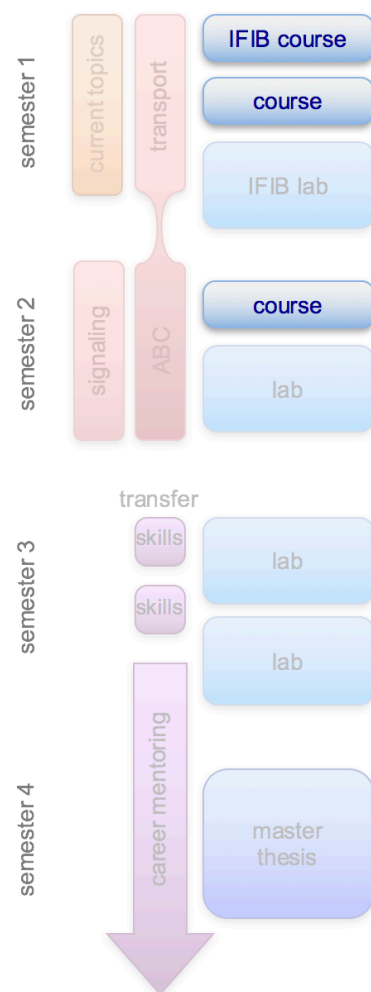 semester 1
current topics
transport
IFIB course
course
IFIB lab
semester 2
signaling
ABC
course
lab
semester 3
transfer
skills
skills
lab
lab
semester 4
career mentoring
master
thesis